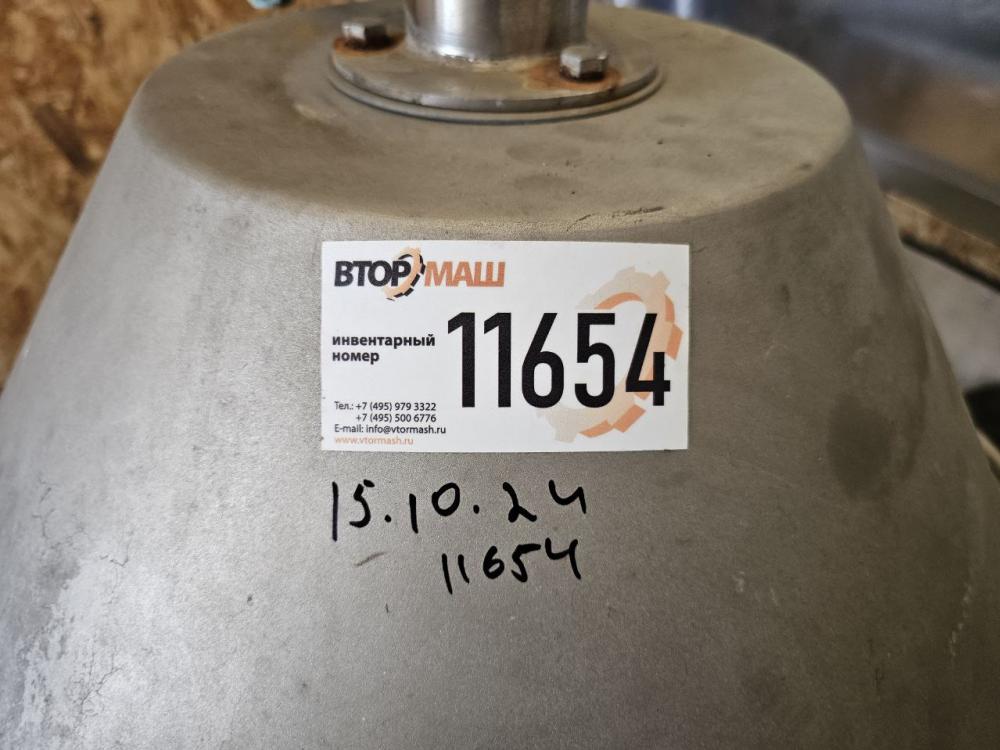 ВТОРМАШ
инвентарный
номер
11654
Тел.: +7 (495) 979 3322
+7 (495) 500 6776
E-mail: info@vtormash.ru
www.vtormash.ru
15.10.24
11654